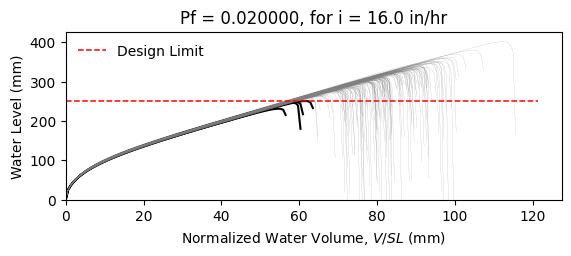 Pf = 0.020000, for i = 16.0 in/hr
Design Limit
Water Level (mm)
400
300
200
100
0
0 20 40 60 80 100 120
Normalized Water Volume, V/SL (mm)